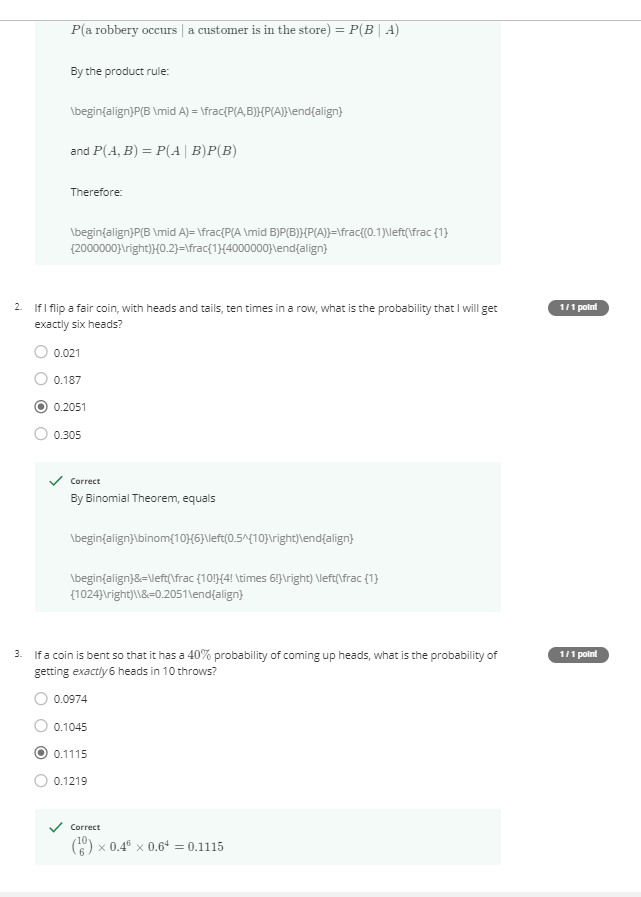 P(a robbery occurs | a customer is in the store) = P(B | A)
By the product rule:
\begin{align}P(B \mid A) = \frac{P(A,B)}{P(A)}\end{align}
and P(A, B) = P(A | B)P(B)
Therefore:
\begin{align}P(B \mid A)= \frac{P(A \mid B)P(B)}{P(A)}=\frac{(0.1)\left(\frac {1}
{2000000}\right)}{0.2}=\frac{1}{4000000}\end{align}
2. If I flip a fair coin, with heads and tails, ten times in a row, what is the probability that I will get 1 / 1 point
exactly six heads?
0.021
0.187
0.2051
0.305
Correct
By Binomial Theorem, equals
\begin{align}\binom{10}{6}\left(0.5^{10}\right)\end{align}
\begin{align}&=\left(\frac {10!}{4! \times 6!}\right) \left(\frac {1}
{1024}\right)\\&=0.2051\end{align}
3. If a coin is bent so that it has a 40% probability of coming up heads, what is the probability of 1 / 1 point
getting exactly 6 heads in 10 throws?
0.0974
0.1045
0.1115
0.1219
Correct
(10 6) × 0.4⁶ × 0.6⁴ = 0.1115